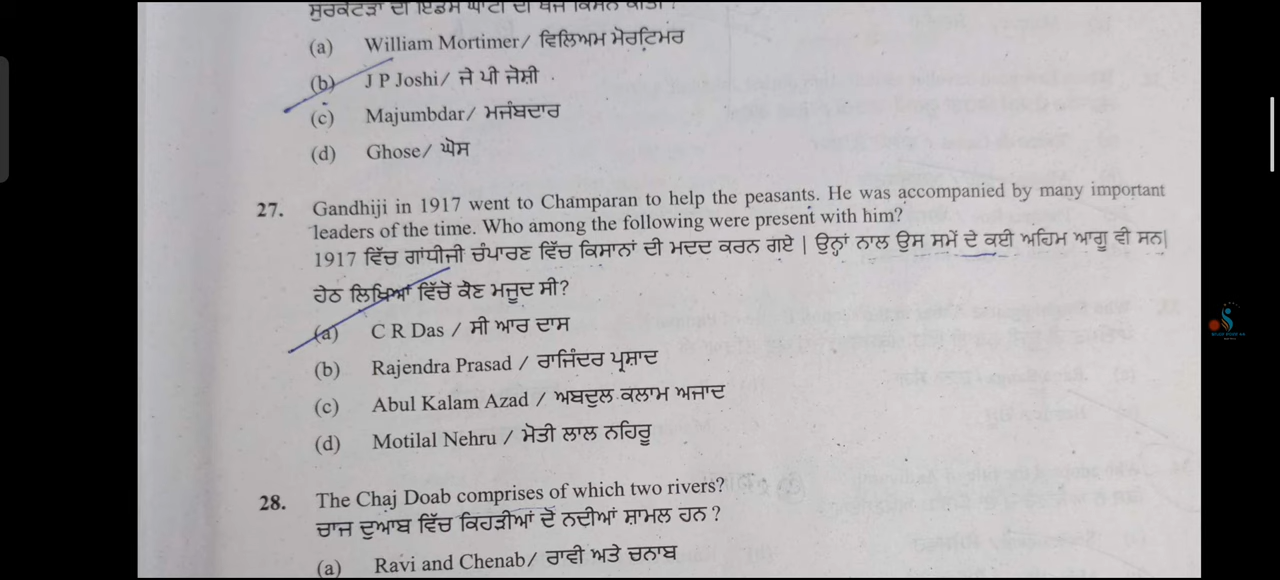 ਸੁਰਕੋਟੜਾ ਦੀ ਇੰਡਸ ਘਾਟੀ ਦੀ ਖੋਜ ਕਿਸਨੇ ਕੀਤੀ ?
(a) William Mortimer/ ਵਿਲਿਅਮ ਮੋਰਟਿਮਰ
(b) J P Joshi/ ਜੇ ਪੀ ਜੋਸ਼ੀ
(c) Majumbdar/ ਮਜੰਬਦਾਰ
(d) Ghose/ ਘੋਸ
27. Gandhiji in 1917 went to Champaran to help the peasants. He was accompanied by many important
leaders of the time. Who among the following were present with him?
1917 ਵਿੱਚ ਗਾਂਧੀਜੀ ਚੰਪਾਰਣ ਵਿੱਚ ਕਿਸਾਨਾਂ ਦੀ ਮਦਦ ਕਰਨ ਗਏ | ਉਨ੍ਹਾਂ ਨਾਲ ਉਸ ਸਮੇਂ ਦੇ ਕਈ ਅਹਿਮ ਆਗੂ ਵੀ ਸਨ|
ਹੇਠ ਲਿਖਿਆਂ ਵਿੱਚੋਂ ਕੌਣ ਮਜੂਦ ਸੀ?
(a) C R Das / ਸੀ ਆਰ ਦਾਸ
(b) Rajendra Prasad / ਰਾਜਿੰਦਰ ਪ੍ਰਸ਼ਾਦ
(c) Abul Kalam Azad / ਅਬਦੁਲ ਕਲਾਮ ਅਜਾਦ
(d) Motilal Nehru / ਮੋਤੀ ਲਾਲ ਨਹਿਰੂ
28. The Chaj Doab comprises of which two rivers?
ਚਾਜ ਦੁਆਬ ਵਿੱਚ ਕਿਹੜੀਆਂ ਦੋ ਨਦੀਆਂ ਸ਼ਾਮਲ ਹਨ ?
(a) Ravi and Chenab/ ਰਾਵੀ ਅਤੇ ਚਨਾਬ